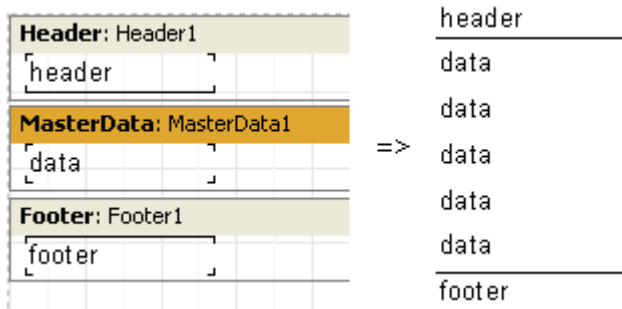 Header: Header1
header
MasterData: MasterData1
data
Footer: Footer1
footer
=>
header
data
data
data
data
data
footer